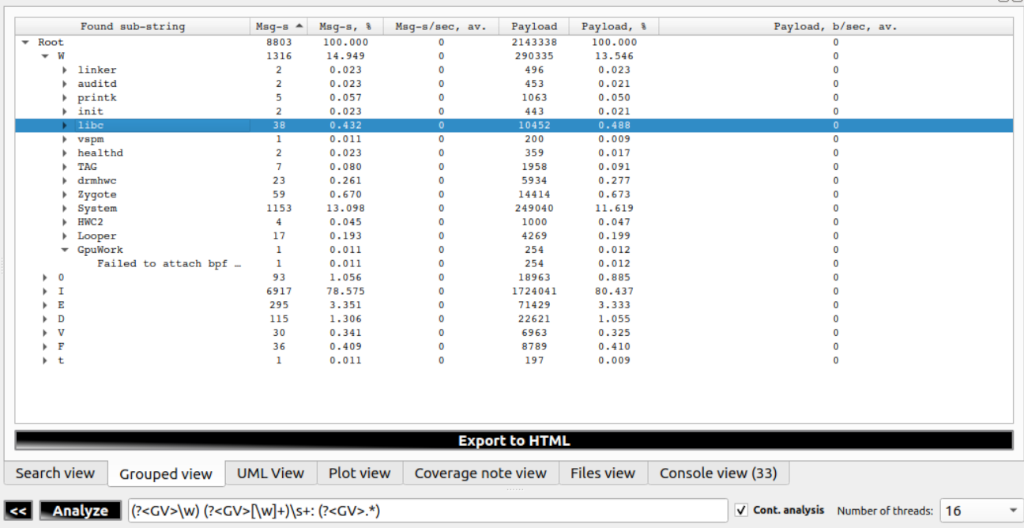 Found sub-string Msg-s Msg-s, % Msg-s/sec, av. Payload Payload, % Payload, b/sec, av.
Root 8803 100.000 0 2143338 100.000 0
W 1316 14.949 0 290335 13.546 0
linker 2 0.023 0 496 0.023 0
auditd 2 0.023 0 453 0.021 0
printk 5 0.057 0 1063 0.050 0
init 2 0.023 0 443 0.021 0
libc 38 0.432 0 10452 0.488 0
vspm 1 0.011 0 200 0.009 0
healthd 2 0.023 0 359 0.017 0
TAG 7 0.080 0 1958 0.091 0
drmhwc 23 0.261 0 5934 0.277 0
Zygote 59 0.670 0 14414 0.673 0
System 1153 13.098 0 249040 11.619 0
HWC2 4 0.045 0 1000 0.047 0
Looper 17 0.193 0 4269 0.199 0
GpuWork 1 0.011 0 254 0.012 0
Failed to attach bpf … 1 0.011 0 254 0.012 0
0 93 1.056 0 18963 0.885 0
I 6917 78.575 0 1724041 80.437 0
E 295 3.351 0 71429 3.333 0
D 115 1.306 0 22621 1.055 0
V 30 0.341 0 6963 0.325 0
F 36 0.409 0 8789 0.410 0
t 1 0.011 0 197 0.009 0
Export to HTML
Search view Grouped view UML View Plot view Coverage note view Files view Console view (33)
<< Analyze (?<GV>\w) (?<GV>[\w]+)\s+: (?<GV>.*) Cont. analysis Number of threads: 16